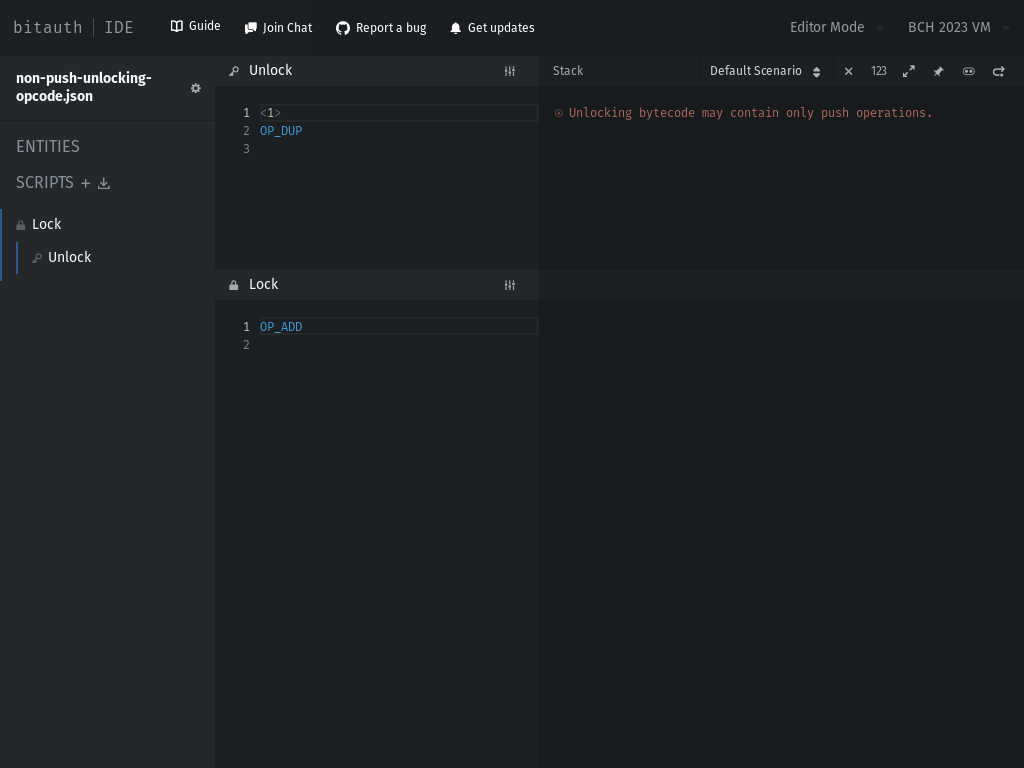 bitauth IDE Guide Join Chat Report a bug Get updates Editor Mode BCH 2023 VM
non-push-unlocking-
opcode.json
ENTITIES
SCRIPTS +
Lock
Unlock
Unlock
1 <1>
2 OP_DUP
3
Stack Default Scenario 123
Unlocking bytecode may contain only push operations.
Lock
1 OP_ADD
2